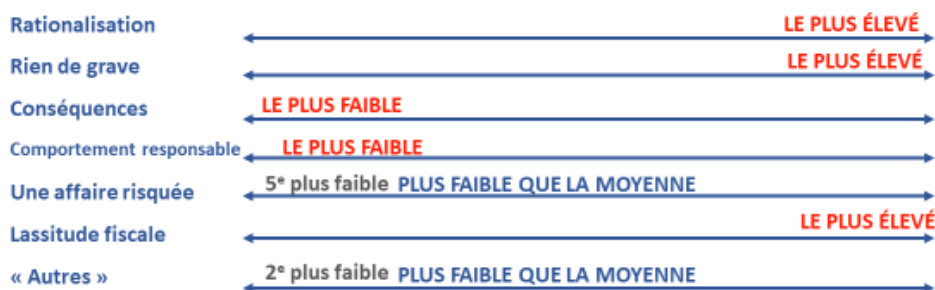 Rationalisation LE PLUS ÉLEVÉ
Rien de grave LE PLUS ÉLEVÉ
Conséquences LE PLUS FAIBLE
Comportement responsable LE PLUS FAIBLE
Une affaire risquée 5e plus faible PLUS FAIBLE QUE LA MOYENNE
Lassitude fiscale LE PLUS ÉLEVÉ
« Autres » 2e plus faible PLUS FAIBLE QUE LA MOYENNE